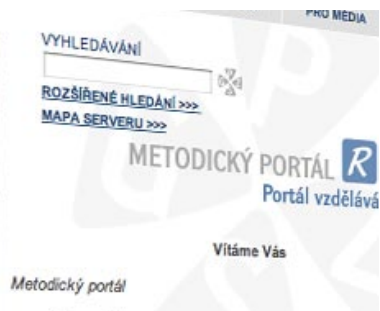 PRO MÉDIA
VYHLEDÁVÁNÍ
ROZŠÍŘENÉ HLEDÁNÍ >>>
MAPA SERVERU >>>
METODICKÝ PORTÁL R
Portál vzdělává
Vítáme Vás
Metodický portál